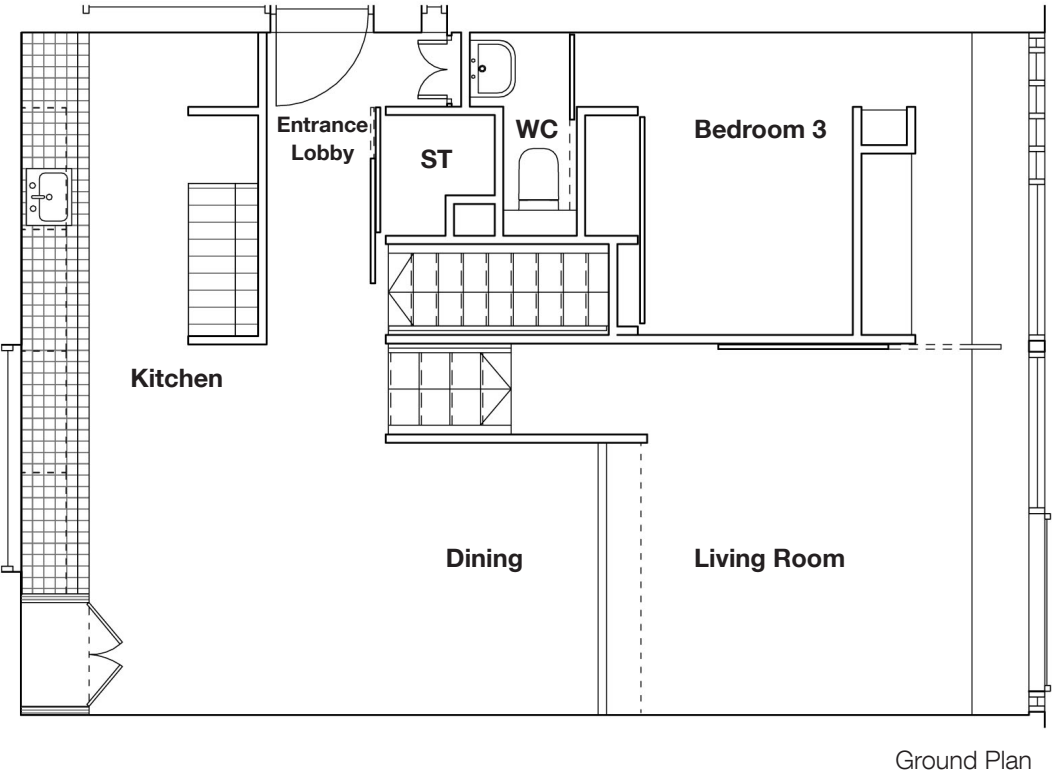 Entrance
Lobby
ST
WC
Bedroom 3
Kitchen
Dining
Living Room
Ground Plan